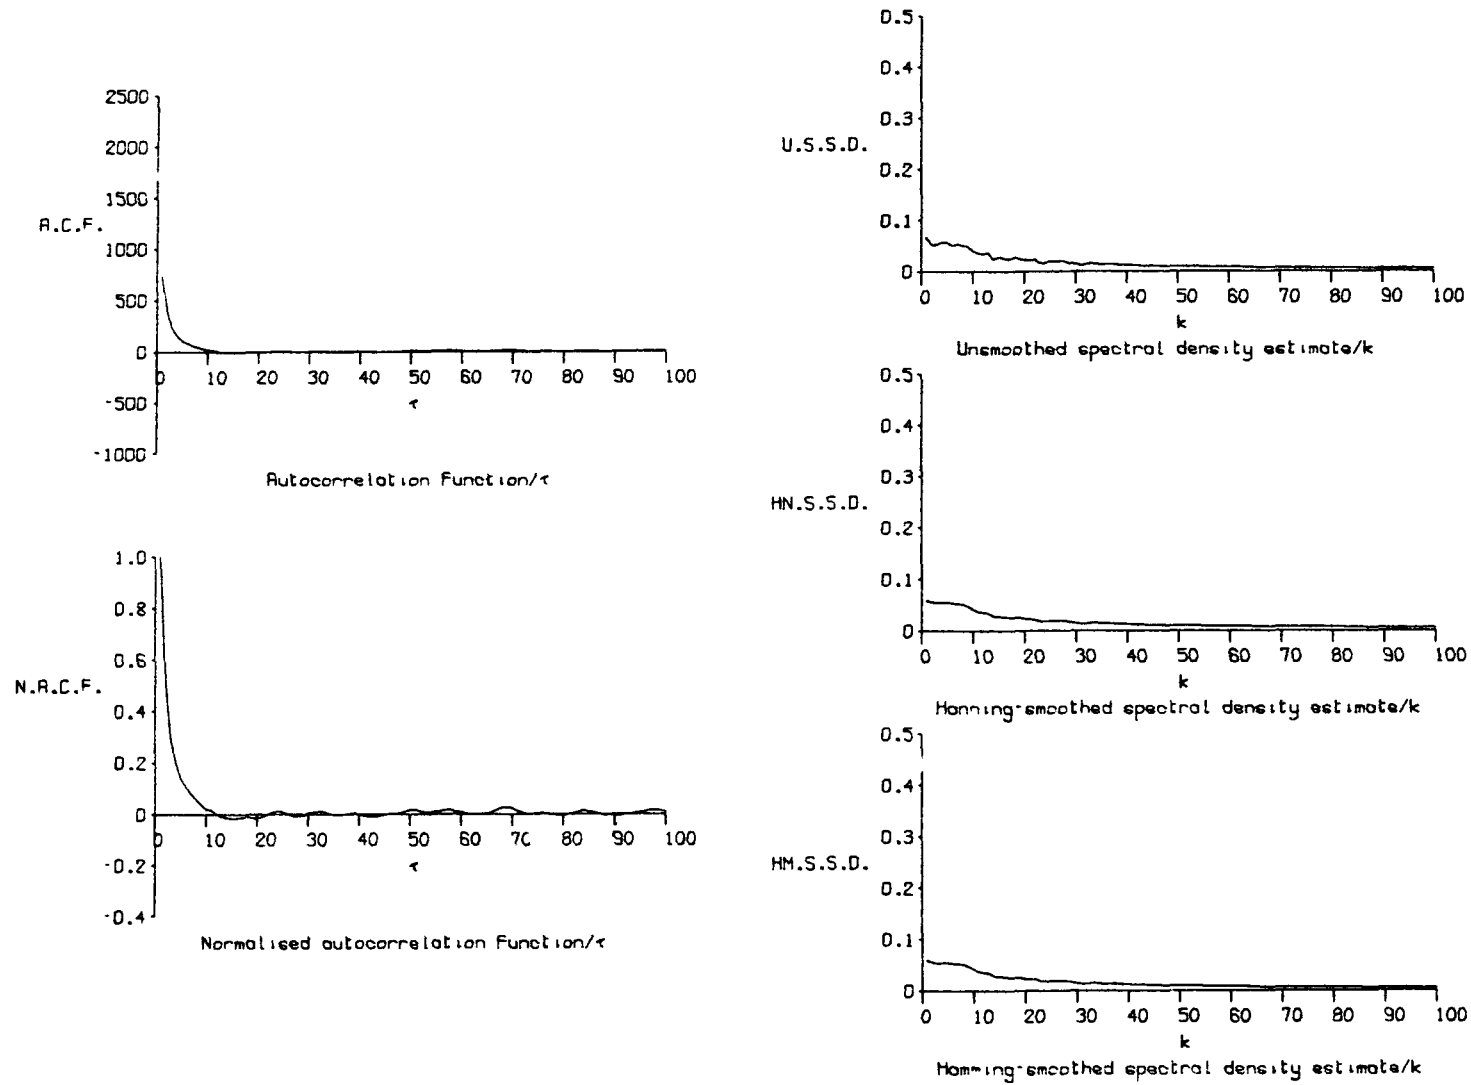 2500
2000
1500
A.C.F.
1000
500
0
0 10 20 30 40 50 60 70 80 90 100
τ
-500
-1000
Autocorrelation Function/τ
1.0
0.8
0.6
N.A.C.F.
0.4
0.2
0
0 10 20 30 40 50 60 70 80 90 100
τ
-0.2
-0.4
Normalised autocorrelation Function/τ
0.5
0.4
0.3
U.S.S.D.
0.2
0.1
0
0 10 20 30 40 50 60 70 80 90 100
k
Unsmoothed spectral density estimate/k
0.5
0.4
0.3
HN.S.S.D.
0.2
0.1
0
0 10 20 30 40 50 60 70 80 90 100
k
Hanning-smoothed spectral density estimate/k
0.5
0.4
0.3
HM.S.S.D.
0.2
0.1
0
0 10 20 30 40 50 60 70 80 90 100
k
Hamming-smoothed spectral density estimate/k